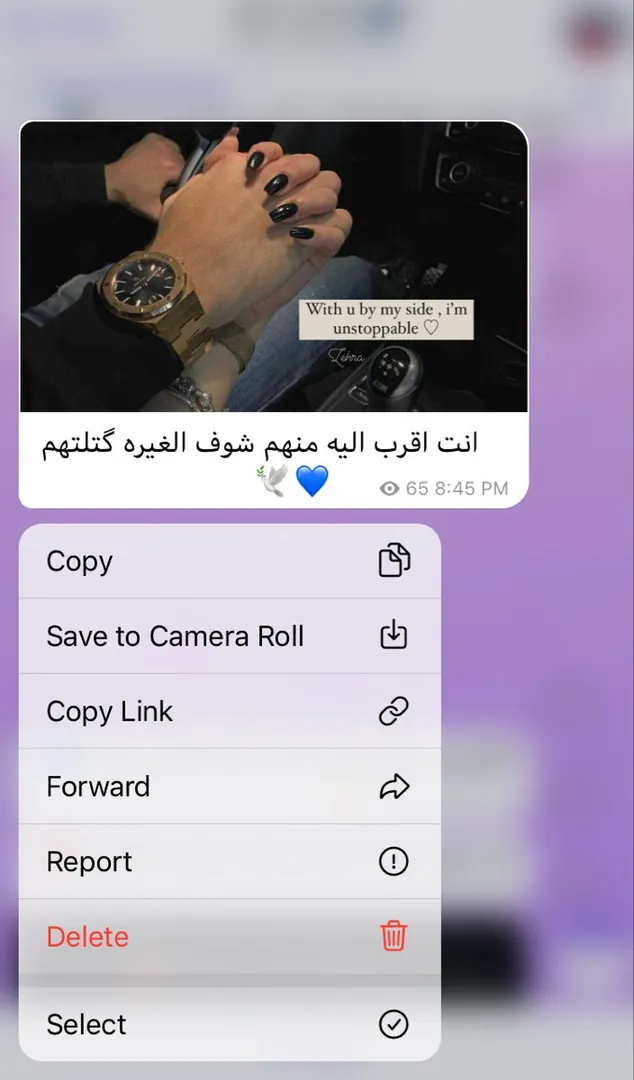 With u by my side , i'm
unstoppable ♡
Zehra
انت اقرب اليه منهم شوف الغيره گتلتهم
🕊️ 💙
65 8:45 PM
Copy
Save to Camera Roll
Copy Link
Forward
Report
Delete
Select